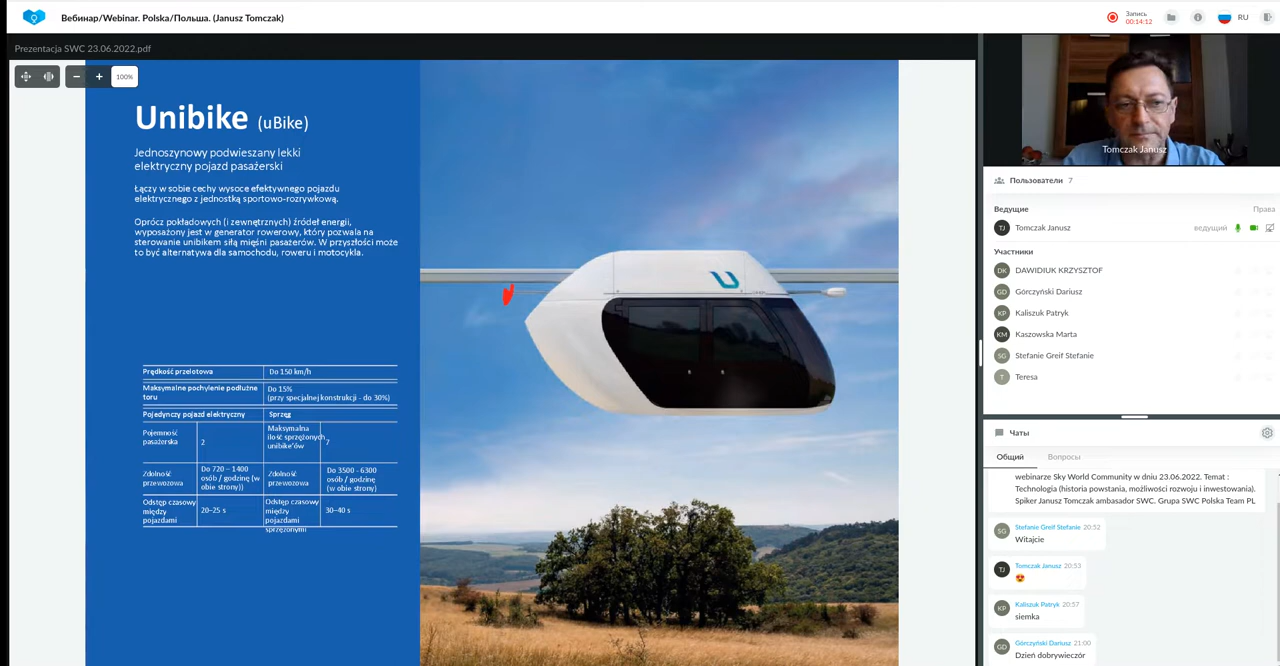 Вебинар/Webinar. Polska/Польша. (Janusz Tomczak)
Запись
00:14:12
RU
Prezentacja SWC 23.06.2022.pdf
100%
Unibike (uBike)
Jednoszynowy podwieszany lekki
elektryczny pojazd pasażerski
Łączy w sobie cechy wysoce efektywnego pojazdu
elektrycznego z jednostką sportowo-rozrywkową.
Oprócz pokładowych (i zewnętrznych) źródeł energii,
wyposażony jest w generator rowerowy, który pozwala na
sterowanie unibikem siłą mięśni pasażerów. W przyszłości może
to być alternatywa dla samochodu, roweru i motocykla.
Prędkość przelotowa
Do 150 km/h
Maksymalne pochylenie podłużne
toru
Do 15%
(przy specjalnej konstrukcji - do 30%)
Pojedynczy pojazd elektryczny
Sprzęg
Pojemność
pasażerska
2
Maksymalna
ilość sprzężonych
unibike'ów
7
Zdolność
przewozowa
Do 720 – 1400
osób / godzinę (w
obie strony))
Zdolność
przewozowa
Do 3500 - 6300
osób / godzinę
(w obie strony)
Odstęp czasowy
między
pojazdami
20–25 s
Odstęp czasowy
między
pojazdami
sprzężonymi
30–40 s
Tomczak Janusz
Пользователи 7
Ведущие
Права
TJ
Tomczak Janusz
ведущий
Участники
DK
DAWIDIUK KRZYSZTOF
GD
Górczyński Dariusz
KP
Kaliszuk Patryk
KM
Kaszowska Marta
SG
Stefanie Greif Stefanie
T
Teresa
Чаты
Общий
Вопросы
webinarze Sky World Community w dniu 23.06.2022. Temat :
Technologia (historia powstania, możliwości rozwoju i inwestowania).
Spiker Janusz Tomczak ambasador SWC. Grupa SWC Polska Team PL
SG
Stefanie Greif Stefanie 20:52
Witajcie
TJ
Tomczak Janusz 20:53
😍
KP
Kaliszuk Patryk 20:57
siemka
GD
Górczyński Dariusz 21:00
Dzień dobrywieczór